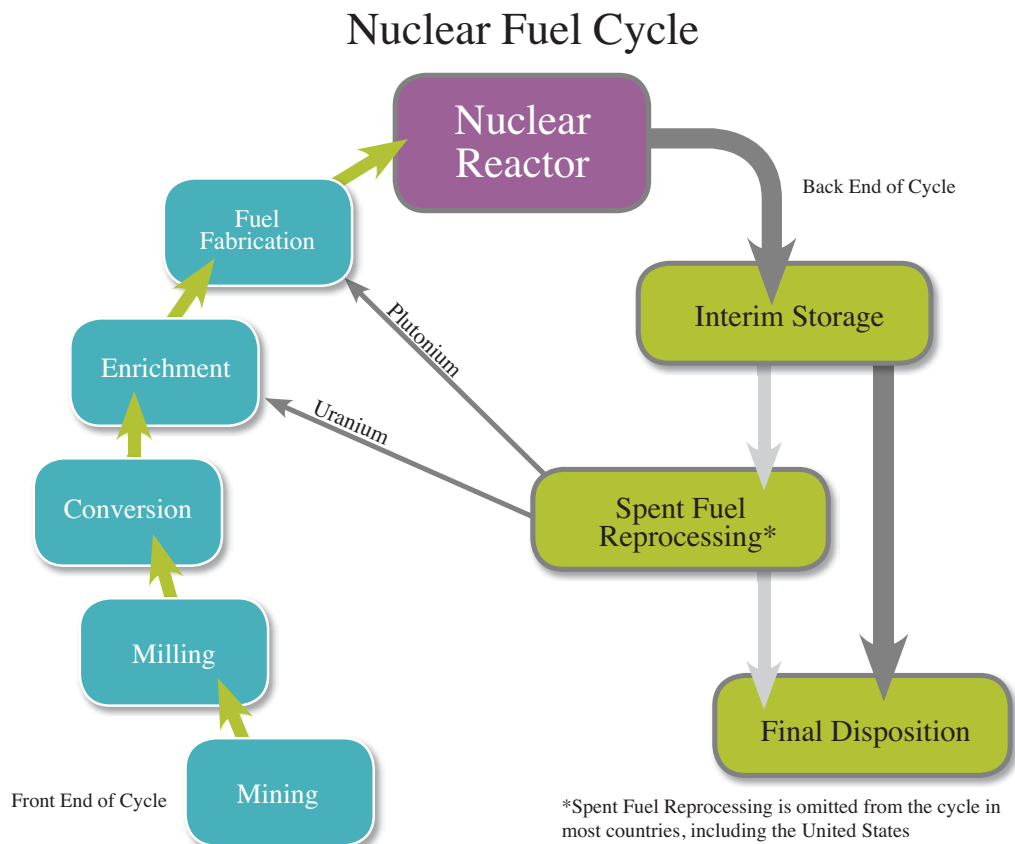 Nuclear Fuel Cycle
Nuclear
Reactor
Back End of Cycle
Fuel
Fabrication
Interim Storage
Plutonium
Enrichment
Uranium
Conversion
Spent Fuel
Reprocessing*
Milling
Final Disposition
Mining
Front End of Cycle
*Spent Fuel Reprocessing is omitted from the cycle in
most countries, including the United States